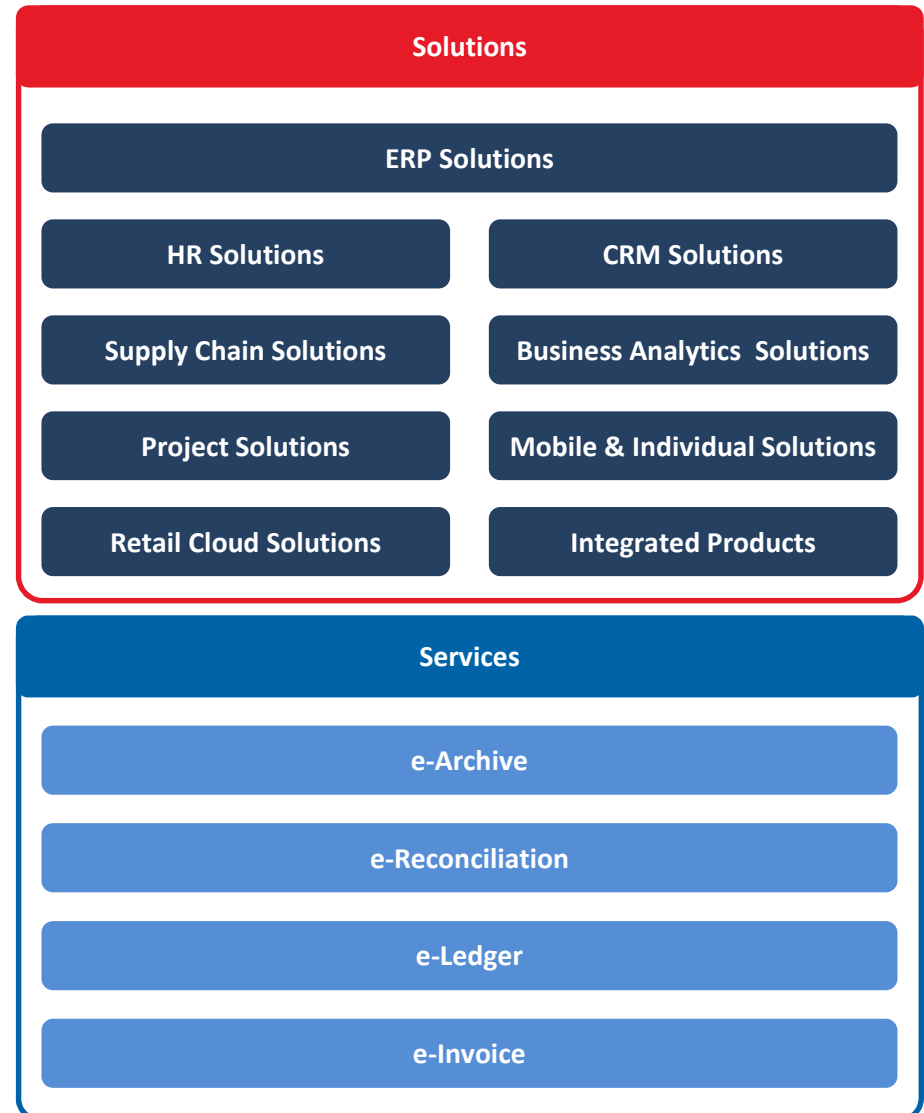 Solutions
ERP Solutions
HR Solutions
CRM Solutions
Supply Chain Solutions
Business Analytics  Solutions
Project Solutions
Mobile & Individual Solutions
Retail Cloud Solutions
Integrated Products
Services
e-Archive
e-Reconciliation
e-Ledger
e-Invoice